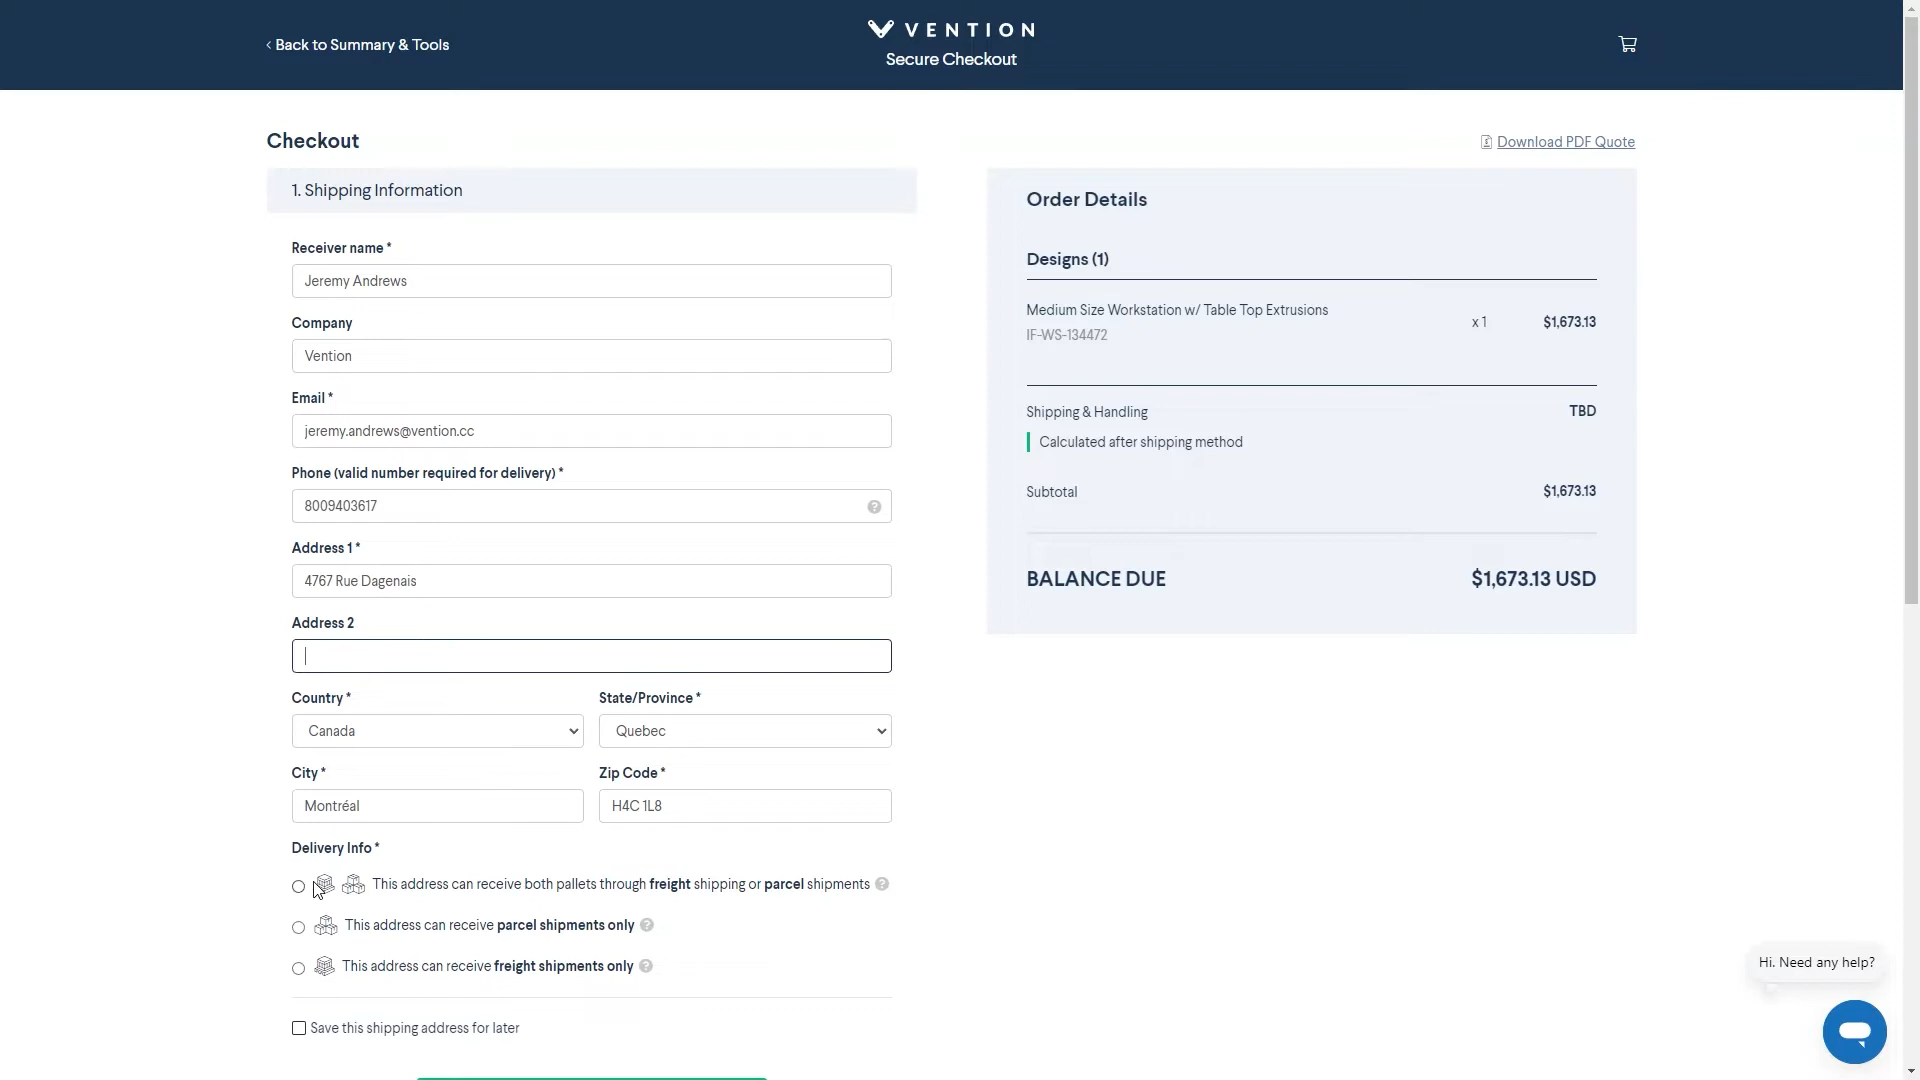 ‹ Back to Summary & Tools
VENTION
Secure Checkout
Checkout
Download PDF Quote
1. Shipping Information
Receiver name *
Jeremy Andrews
Company
Vention
Email *
jeremy.andrews@vention.cc
Phone (valid number required for delivery) *
8009403617
?
Address 1 *
4767 Rue Dagenais
Address 2
Country *
State/Province *
Canada
Quebec
City *
Zip Code *
Montréal
H4C 1L8
Delivery Info *
This address can receive both pallets through freight shipping or parcel shipments ?
This address can receive parcel shipments only ?
This address can receive freight shipments only ?
Save this shipping address for later
Order Details
Designs (1)
Medium Size Workstation w/ Table Top Extrusions
IF-WS-134472
x 1
$1,673.13
Shipping & Handling
TBD
Calculated after shipping method
Subtotal
$1,673.13
BALANCE DUE
$1,673.13 USD
Hi. Need any help?